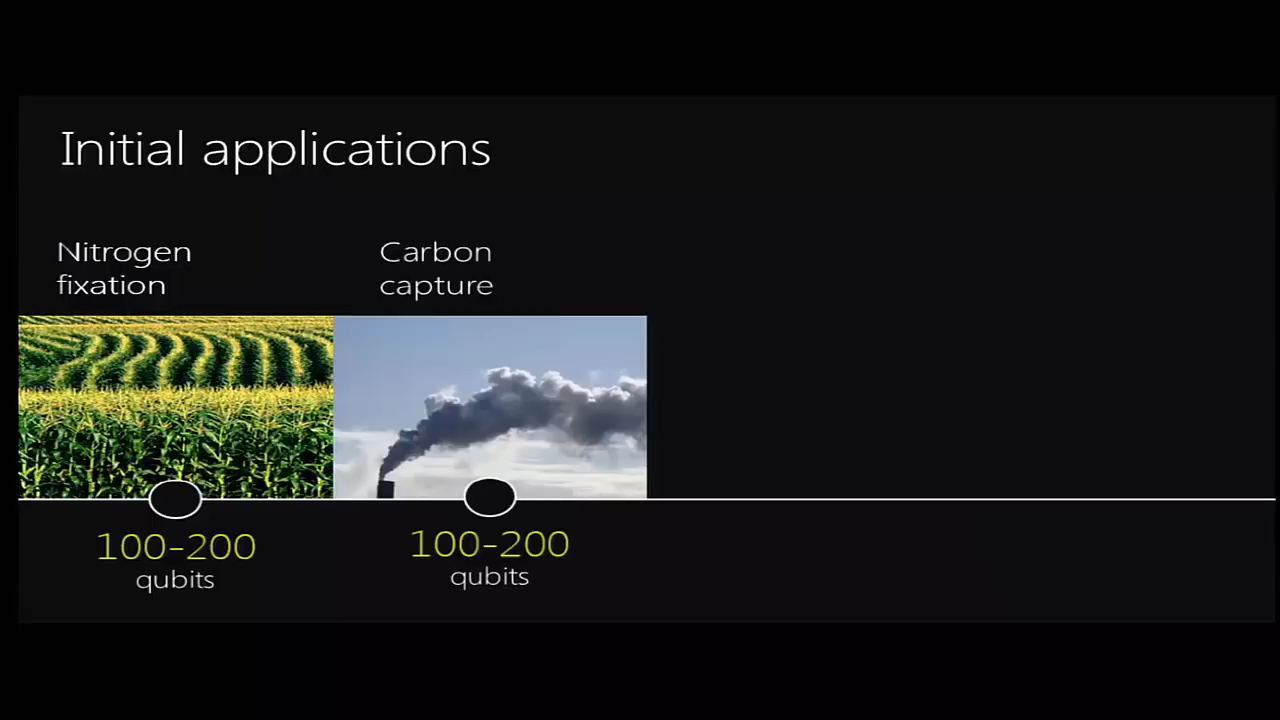 Initial applications
Nitrogen
fixation
Carbon
capture
100-200
qubits
100-200
qubits